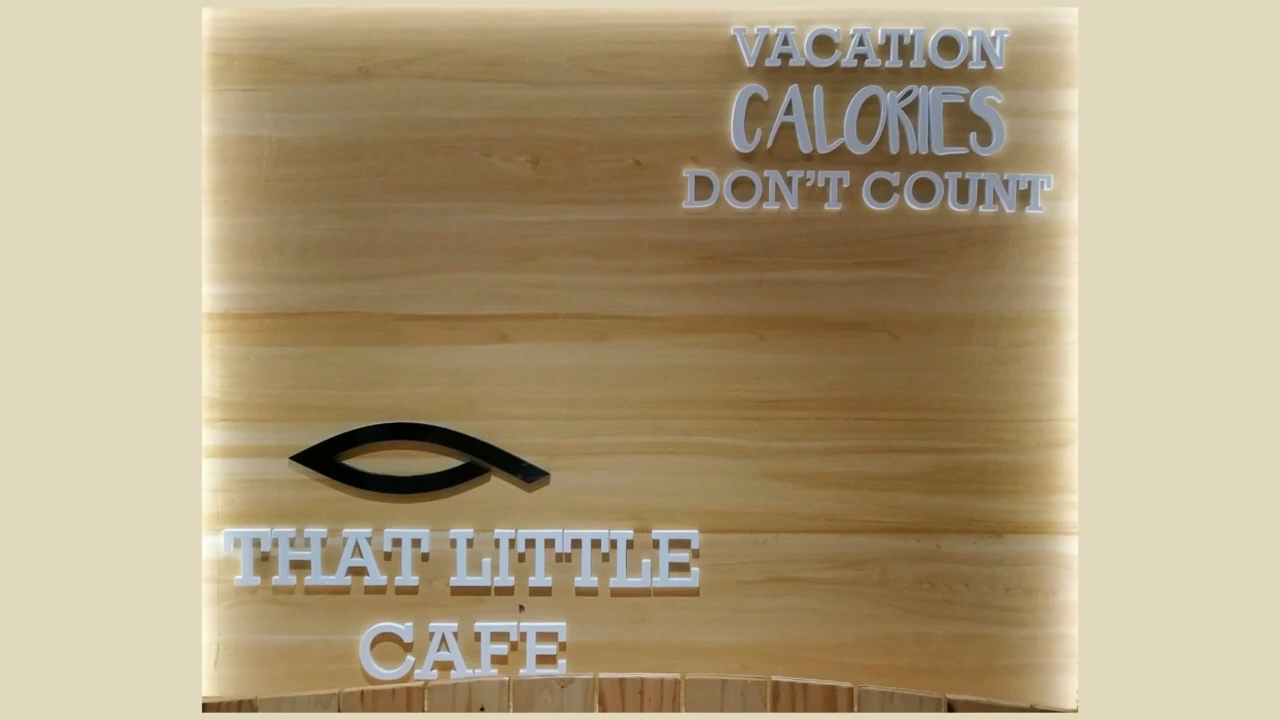 VACATION
CALORIES
DON'T COUNT
THAT LITTLE
CAFE